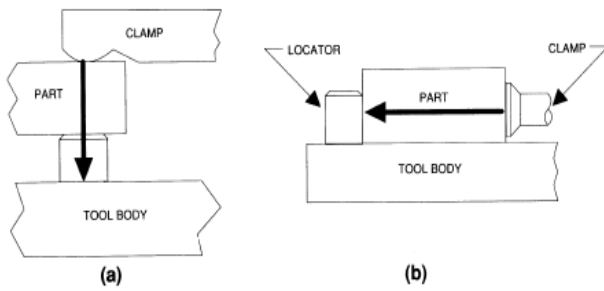 CLAMP
PART
TOOL BODY
(a)
LOCATOR
CLAMP
PART
TOOL BODY
(b)